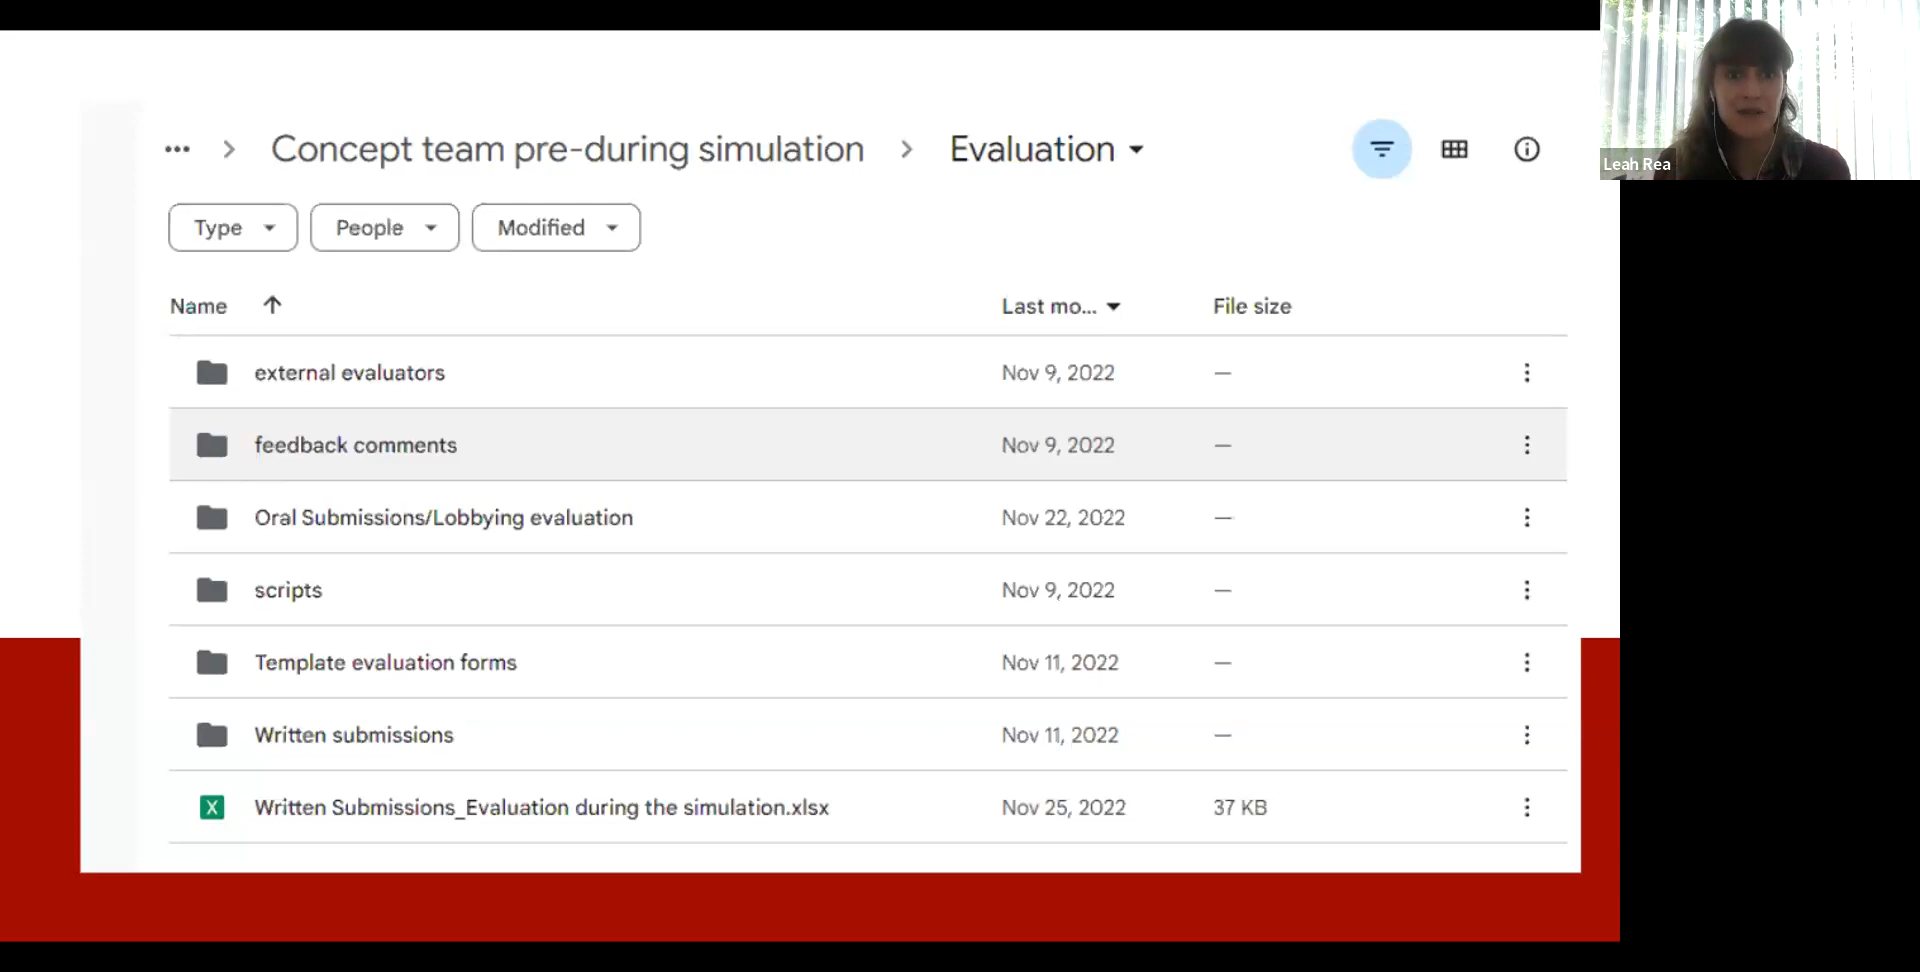 ... > Concept team pre-during simulation > Evaluation
Leah Rea
Type People Modified
Name Last mo... File size
external evaluators Nov 9, 2022 —
feedback comments Nov 9, 2022 —
Oral Submissions/Lobbying evaluation Nov 22, 2022 —
scripts Nov 9, 2022 —
Template evaluation forms Nov 11, 2022 —
Written submissions Nov 11, 2022 —
X Written Submissions_Evaluation during the simulation.xlsx Nov 25, 2022 37 KB